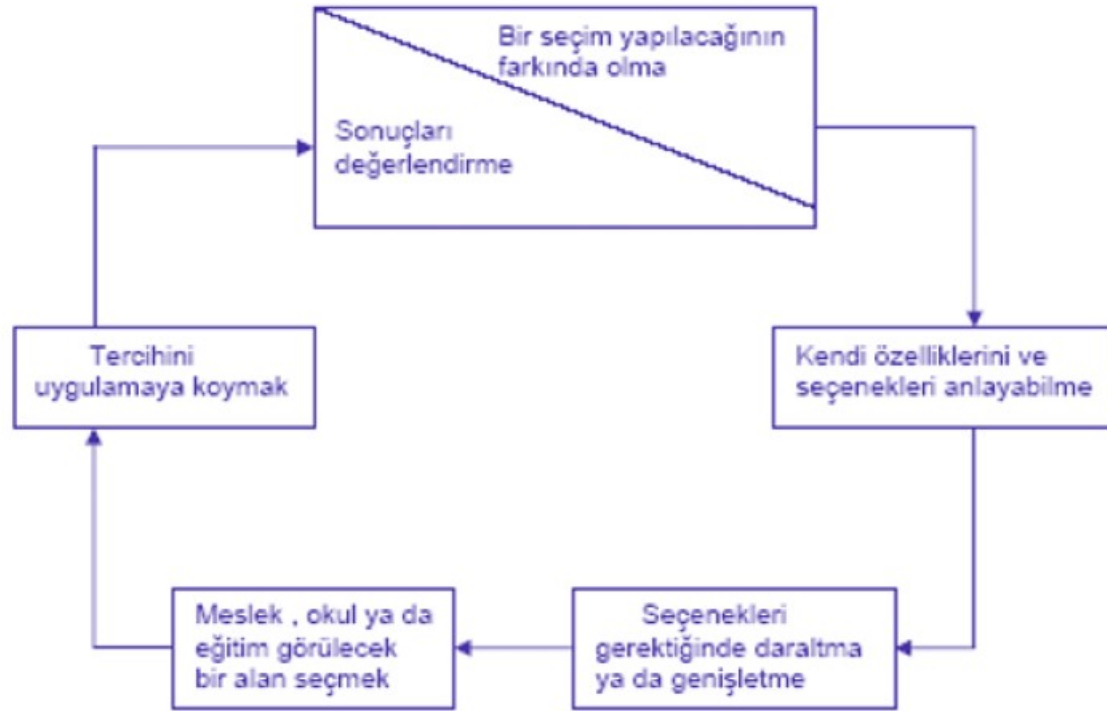 Bir seçim yapılacağının
farkında olma
Sonuçları
değerlendirme
Tercihini
uygulamaya koymak
Kendi özelliklerini ve
seçenekleri anlayabilme
Meslek , okul ya da
eğitim görülecek
bir alan seçmek
Seçenekleri
gerektiğinde daraltma
ya da genişletme